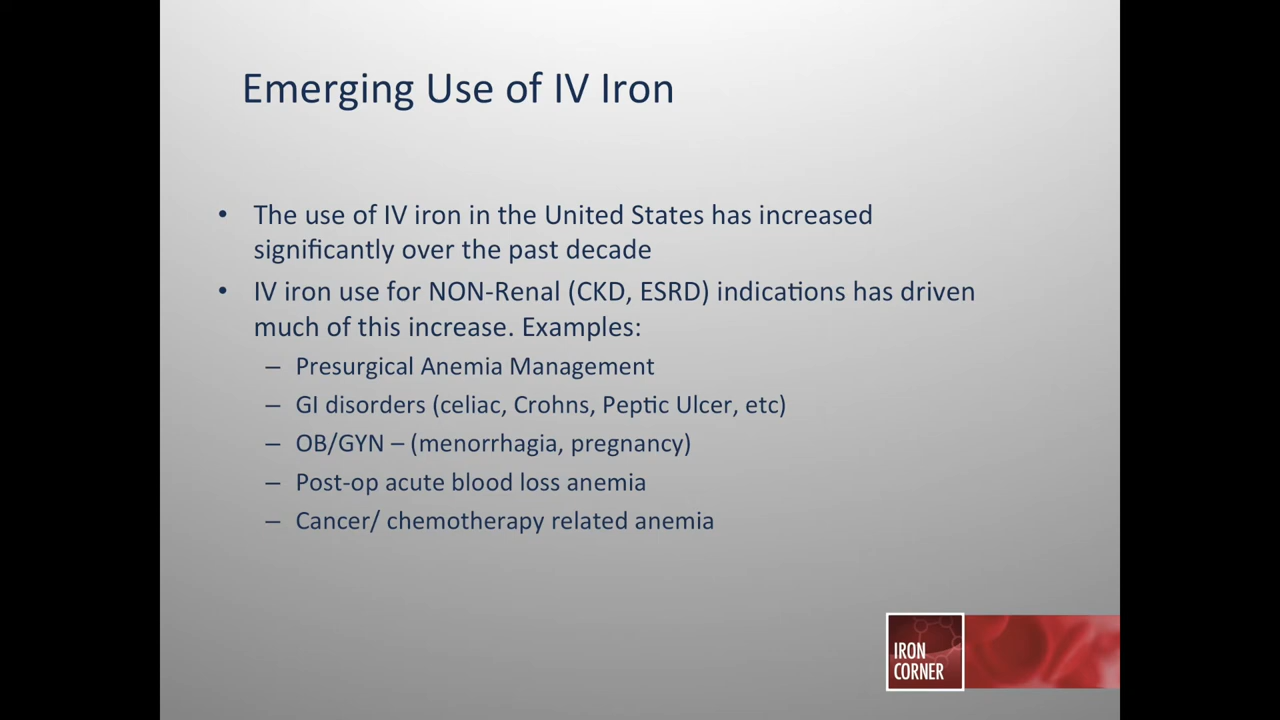 Emerging Use of IV Iron
• The use of IV iron in the United States has increased
significantly over the past decade
• IV iron use for NON-Renal (CKD, ESRD) indications has driven
much of this increase. Examples:
– Presurgical Anemia Management
– GI disorders (celiac, Crohns, Peptic Ulcer, etc)
– OB/GYN – (menorrhagia, pregnancy)
– Post-op acute blood loss anemia
– Cancer/ chemotherapy related anemia
IRON
CORNER